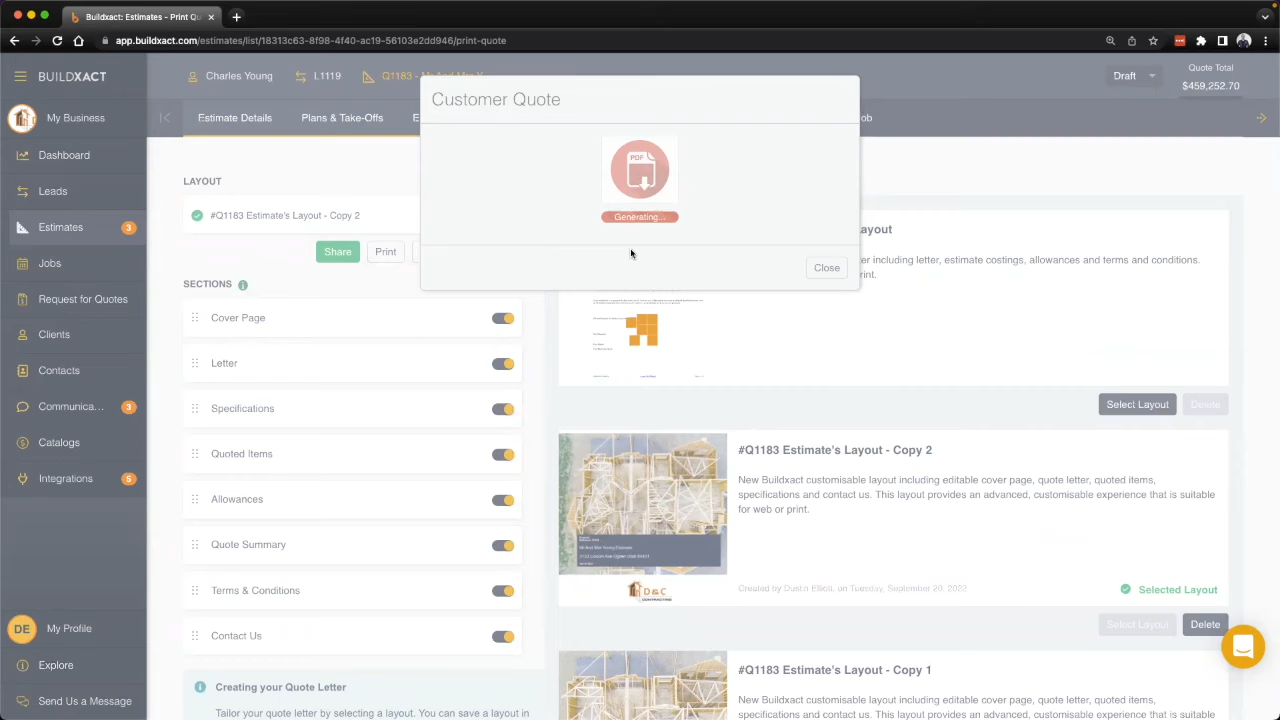 Buildxact - Estimates - Print Qu
app.buildxact.com/estimates/list/18313c63-8f98-4f40-ac19-56103e2dd946/print-quote
BUILDXACT
Charles Young
L1119
Q1183 -
Draft
Quote Total
$459,252.70
My Business
Estimate Details
Plans & Take-Offs
E
ob
Customer Quote
PDF
Generating...
Close
Dashboard
Leads
Estimates
3
Jobs
Request for Quotes
Clients
Contacts
Communica...
3
Catalogs
Integrations
5
DE
My Profile
Explore
Send Us a Message
LAYOUT
#Q1183 Estimate's Layout - Copy 2
Share
Print
SECTIONS
Cover Page
Letter
Specifications
Quoted Items
Allowances
Quote Summary
Terms & Conditions
Contact Us
Creating your Quote Letter
Tailor your quote letter by selecting a layout. You can save a layout in
ayout
er including letter, estimate costings, allowances and terms and conditions.
rint.
Select Layout
Delete
#Q1183 Estimate's Layout - Copy 2
New Buildxact customisable layout including editable cover page, quote letter, quoted items,
specifications and contact us. This layout provides an advanced, customisable experience that is suitable
for web or print.
D&C
CONTRACTING
Created by Dustin Elliott, on Tuesday, September 20, 2022
Selected Layout
Select Layout
Delete
#Q1183 Estimate's Layout - Copy 1
New Buildxact customisable layout including editable cover page, quote letter, quoted items,
specifications and contact us. This layout provides an advanced, customisable experience that is suitable